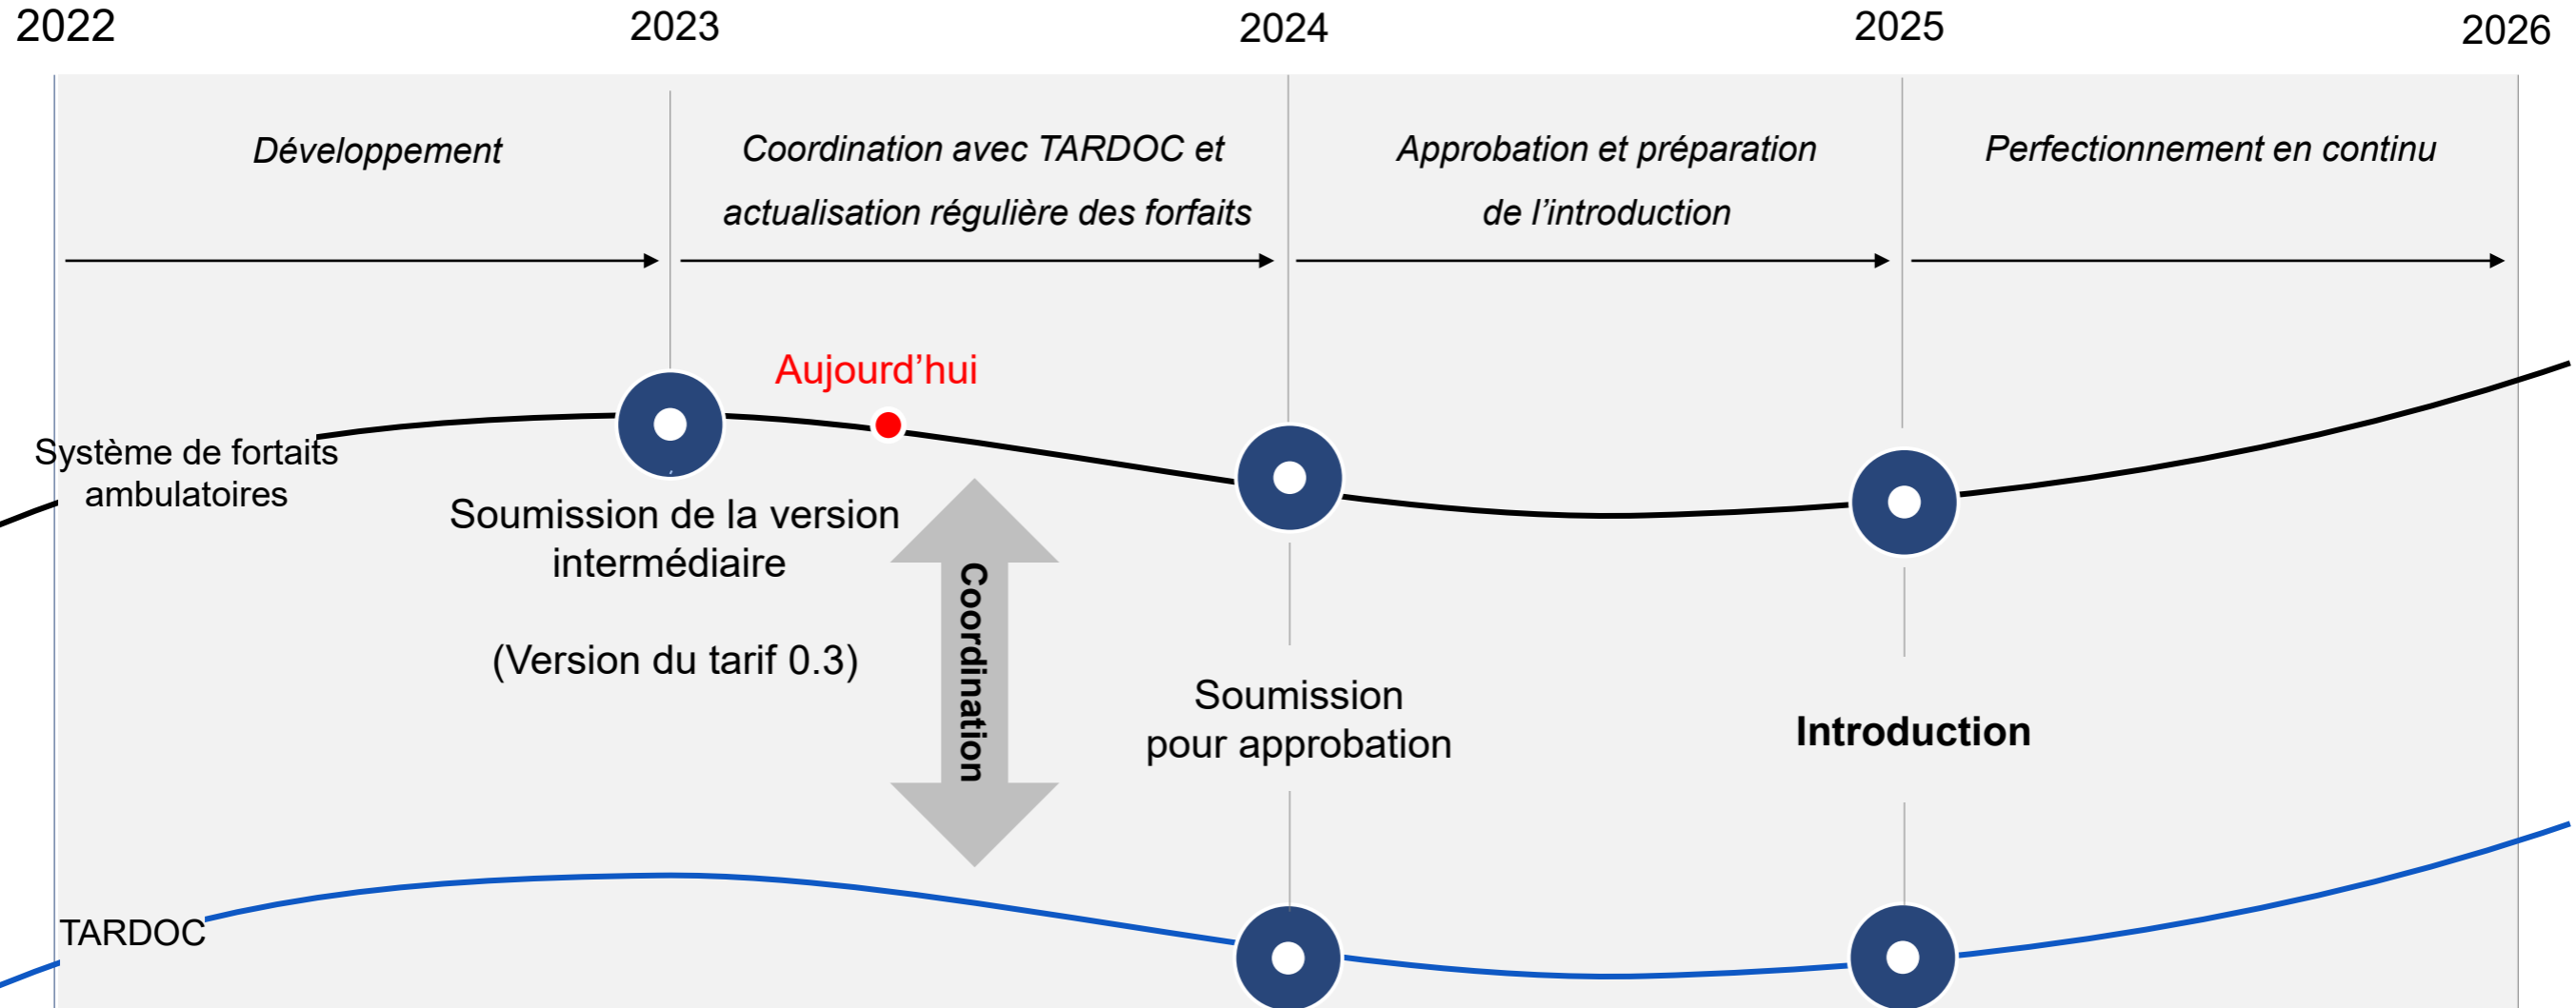 2022
2023
2024
2025
2026
Développement
Coordination avec TARDOC et
actualisation régulière des forfaits
Approbation et préparation
de l’introduction
Perfectionnement en continu
Aujourd’hui
Système de fortaits
ambulatoires
Soumission de la version
intermédiaire
(Version du tarif 0.3)
Coordination
Soumission
pour approbation
Introduction
TARDOC